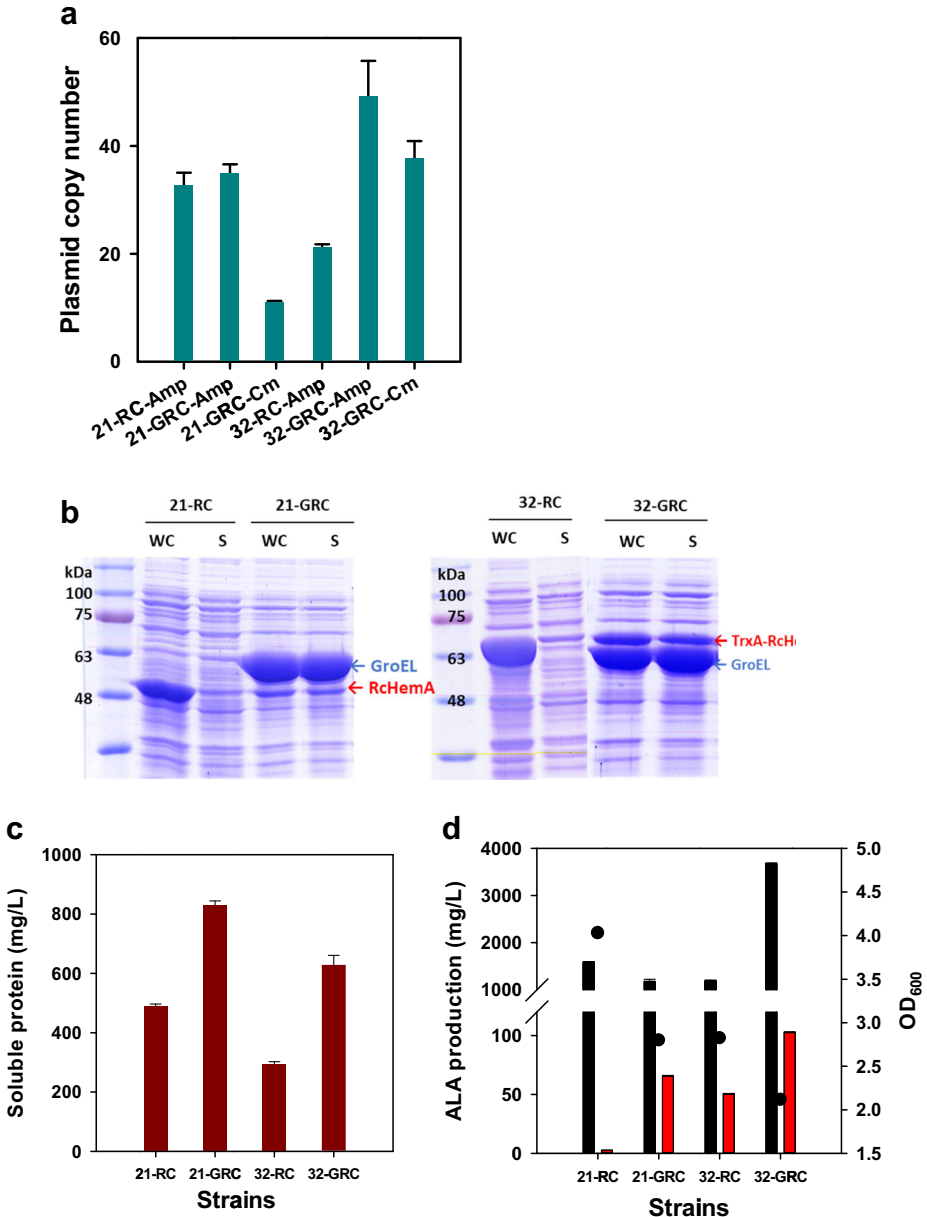 a
60
40
20
0
Plasmid copy number
21-RC-Amp
21-GRC-Amp
21-GRC-Cm
32-RC-Amp
32-GRC-Amp
32-GRC-Cm
b
21-RC
21-GRC
WC
S
WC
S
kDa
100
75
63
48
GroEL
RcHemA
32-RC
32-GRC
WC
S
WC
S
kDa
100
75
63
48
TrxA-RcH
GroEL
c
1000
800
600
400
200
0
Soluble protein (mg/L)
21-RC
21-GRC
32-RC
32-GRC
Strains
d
4000
3000
2000
1000
100
50
0
ALA production (mg/L)
5.0
4.5
4.0
3.5
3.0
2.5
2.0
1.5
OD600
21-RC
21-GRC
32-RC
32-GRC
Strains